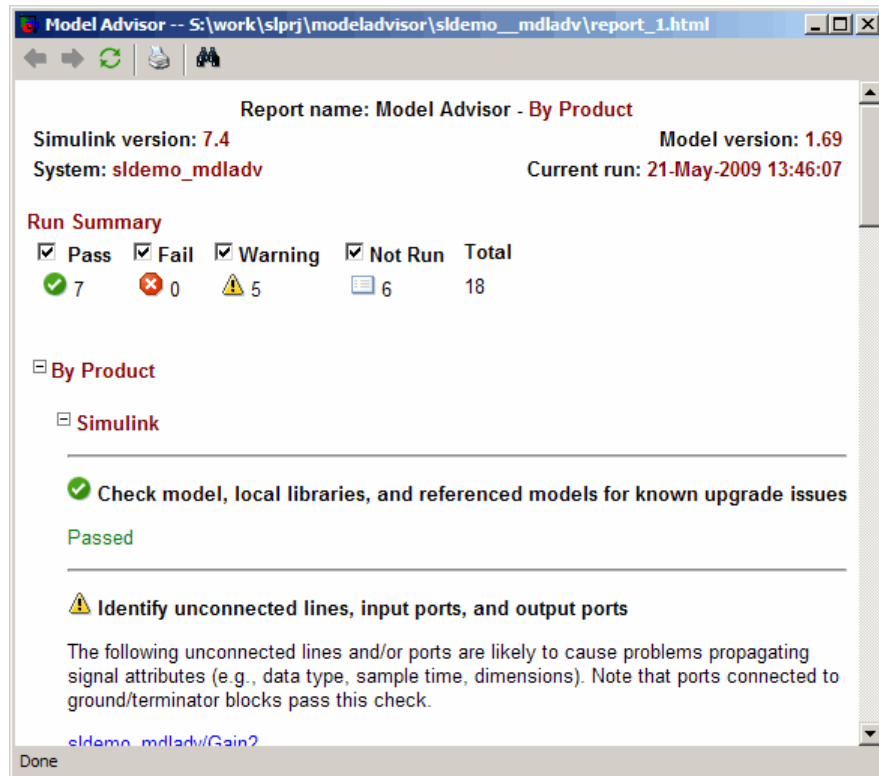 Model Advisor -- S:\work\slprj\modeladvisor\sldemo__mdladv\report_1.html
Report name: Model Advisor - By Product
Simulink version: 7.4 Model version: 1.69
System: sldemo_mdladv Current run: 21-May-2009 13:46:07
Run Summary
Pass Fail Warning Not Run Total
7 0 5 6 18
By Product
Simulink
Check model, local libraries, and referenced models for known upgrade issues
Passed
Identify unconnected lines, input ports, and output ports
The following unconnected lines and/or ports are likely to cause problems propagating
signal attributes (e.g., data type, sample time, dimensions). Note that ports connected to
ground/terminator blocks pass this check.
sldemo_mdladv/Gain2
Done